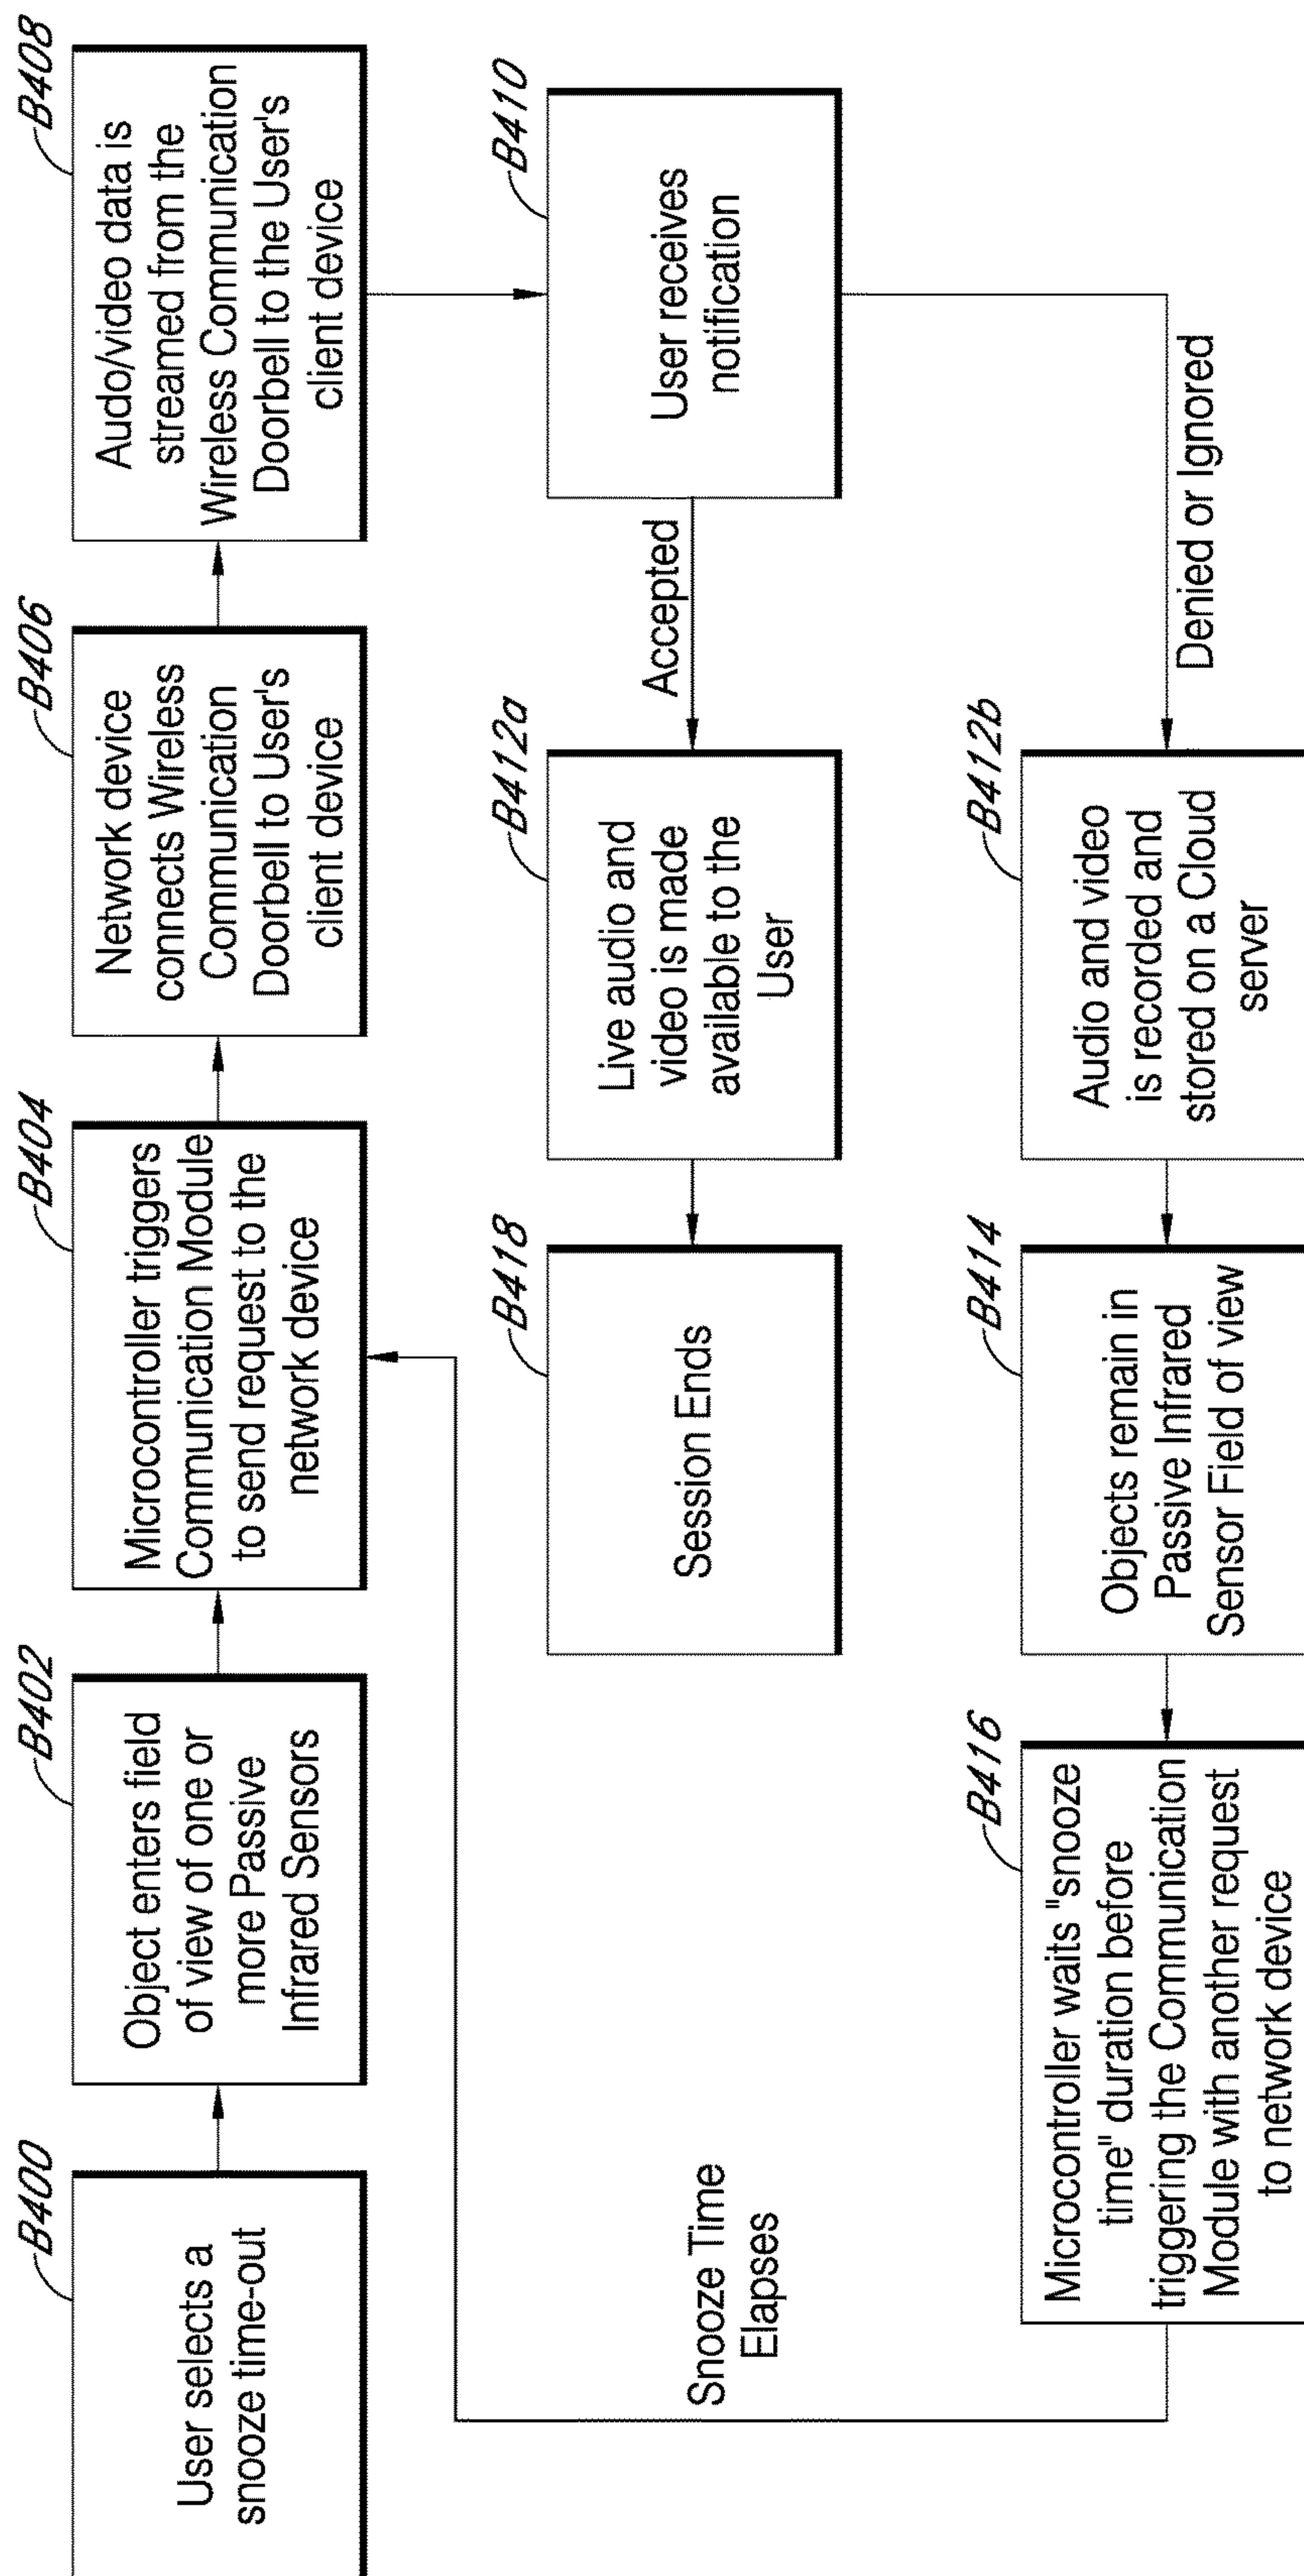 B400
User selects a
snooze time-out
B402
Object enters field
of view of one or
more Passive
Infrared Sensors
B404
Microcontroller triggers
Communication Module
to send request to the
network device
B406
Network device
connects Wireless
Communication
Doorbell to User's
client device
B408
Audo/video data is
streamed from the
Wireless Communication
Doorbell to the User's
client device
B410
User receives
notification
Accepted
B412a
Live audio and
video is made
available to the
User
B418
Session Ends
Denied or Ignored
B412b
Audio and video
is recorded and
stored on a Cloud
server
B414
Objects remain in
Passive Infrared
Sensor Field of view
B416
Microcontroller waits "snooze
time" duration before
triggering the Communication
Module with another request
to network device
Snooze Time
Elapses